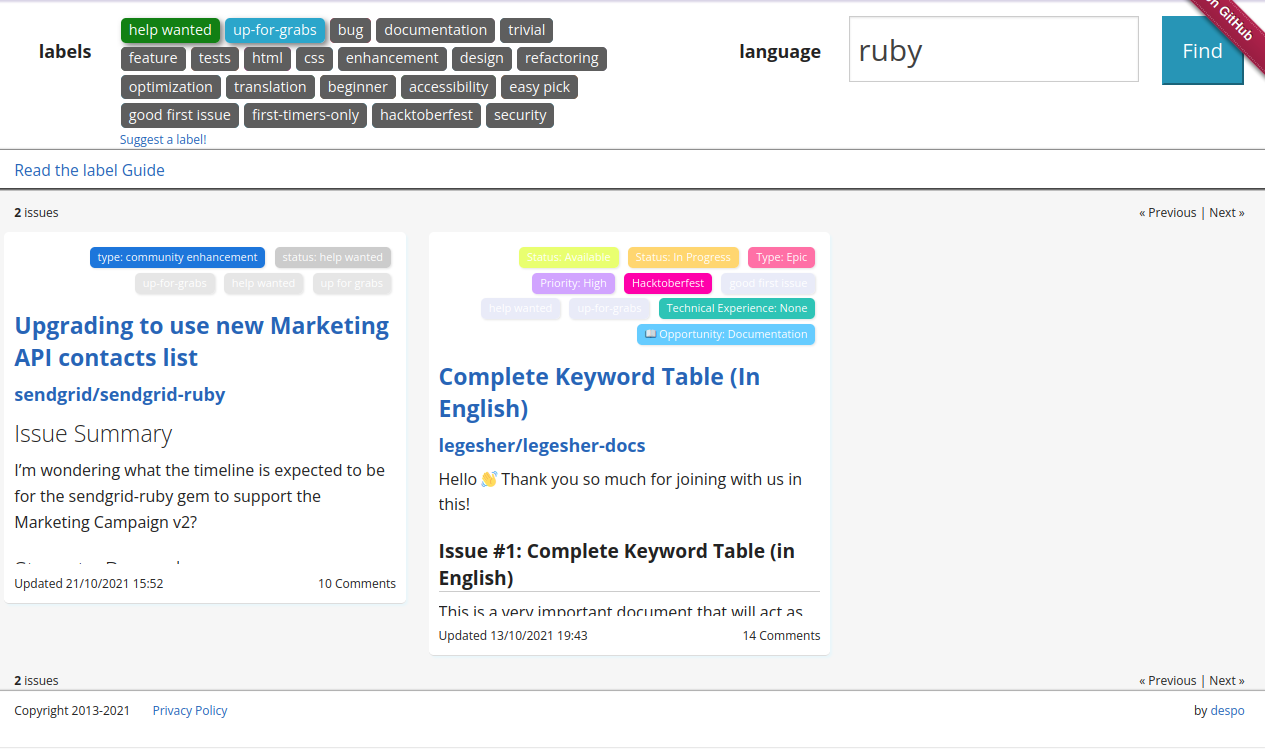 labels
help wanted up-for-grabs bug documentation trivial
feature tests html css enhancement design refactoring
optimization translation beginner accessibility easy pick
good first issue first-timers-only hacktoberfest security
Suggest a label!
language
ruby
Find
on GitHub
Read the label Guide
2 issues
« Previous | Next »
type: community enhancement status: help wanted
up-for-grabs help wanted up for grabs
Upgrading to use new Marketing
API contacts list
sendgrid/sendgrid-ruby
Issue Summary
I’m wondering what the timeline is expected to be
for the sendgrid-ruby gem to support the
Marketing Campaign v2?
Updated 21/10/2021 15:52
10 Comments
Status: Available Status: In Progress Type: Epic
Priority: High Hacktoberfest good first issue
help wanted up-for-grabs Technical Experience: None
📖 Opportunity: Documentation
Complete Keyword Table (In
English)
legesher/legesher-docs
Hello 👋 Thank you so much for joining with us in
this!
Issue #1: Complete Keyword Table (in
English)
This is a very important document that will act as
Updated 13/10/2021 19:43
14 Comments
2 issues
« Previous | Next »
Copyright 2013-2021 Privacy Policy
by despo